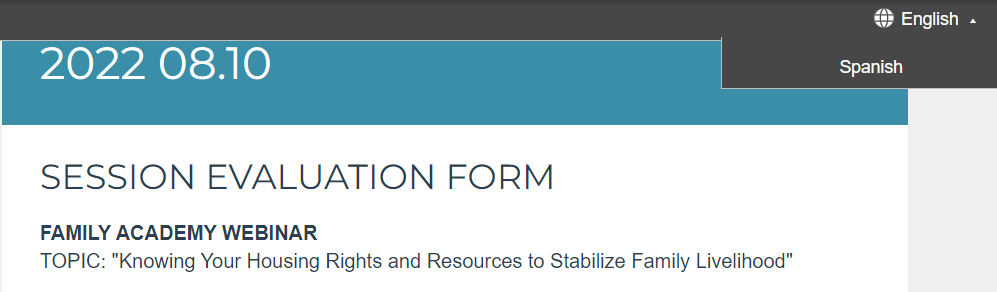 English
Spanish
2022 08.10
SESSION EVALUATION FORM
FAMILY ACADEMY WEBINAR
TOPIC: "Knowing Your Housing Rights and Resources to Stabilize Family Livelihood"